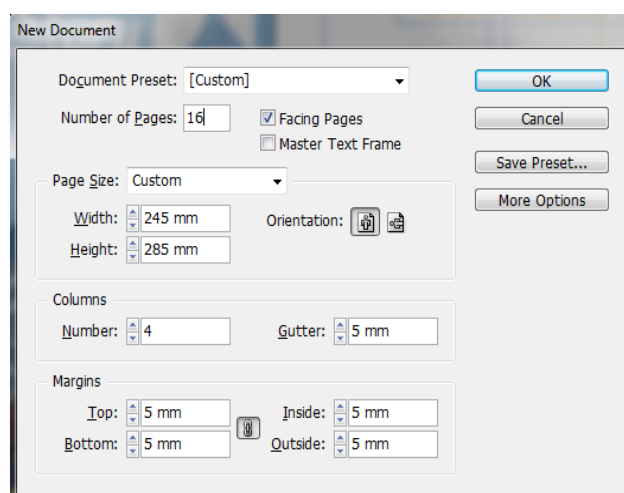 New Document
Document Preset: [Custom]
OK
Number of Pages: 16
Facing Pages
Cancel
Master Text Frame
Save Preset...
Page Size: Custom
More Options
Width: 245 mm
Orientation:
Height: 285 mm
Columns
Number: 4
Gutter: 5 mm
Margins
Top: 5 mm
Inside: 5 mm
Bottom: 5 mm
Outside: 5 mm